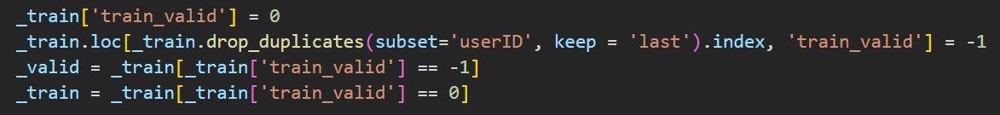 _train['train_valid'] = 0
_train.loc[_train.drop_duplicates(subset='userID', keep = 'last').index, 'train_valid'] = -1
_valid = _train[_train['train_valid'] == -1]
_train = _train[_train['train_valid'] == 0]